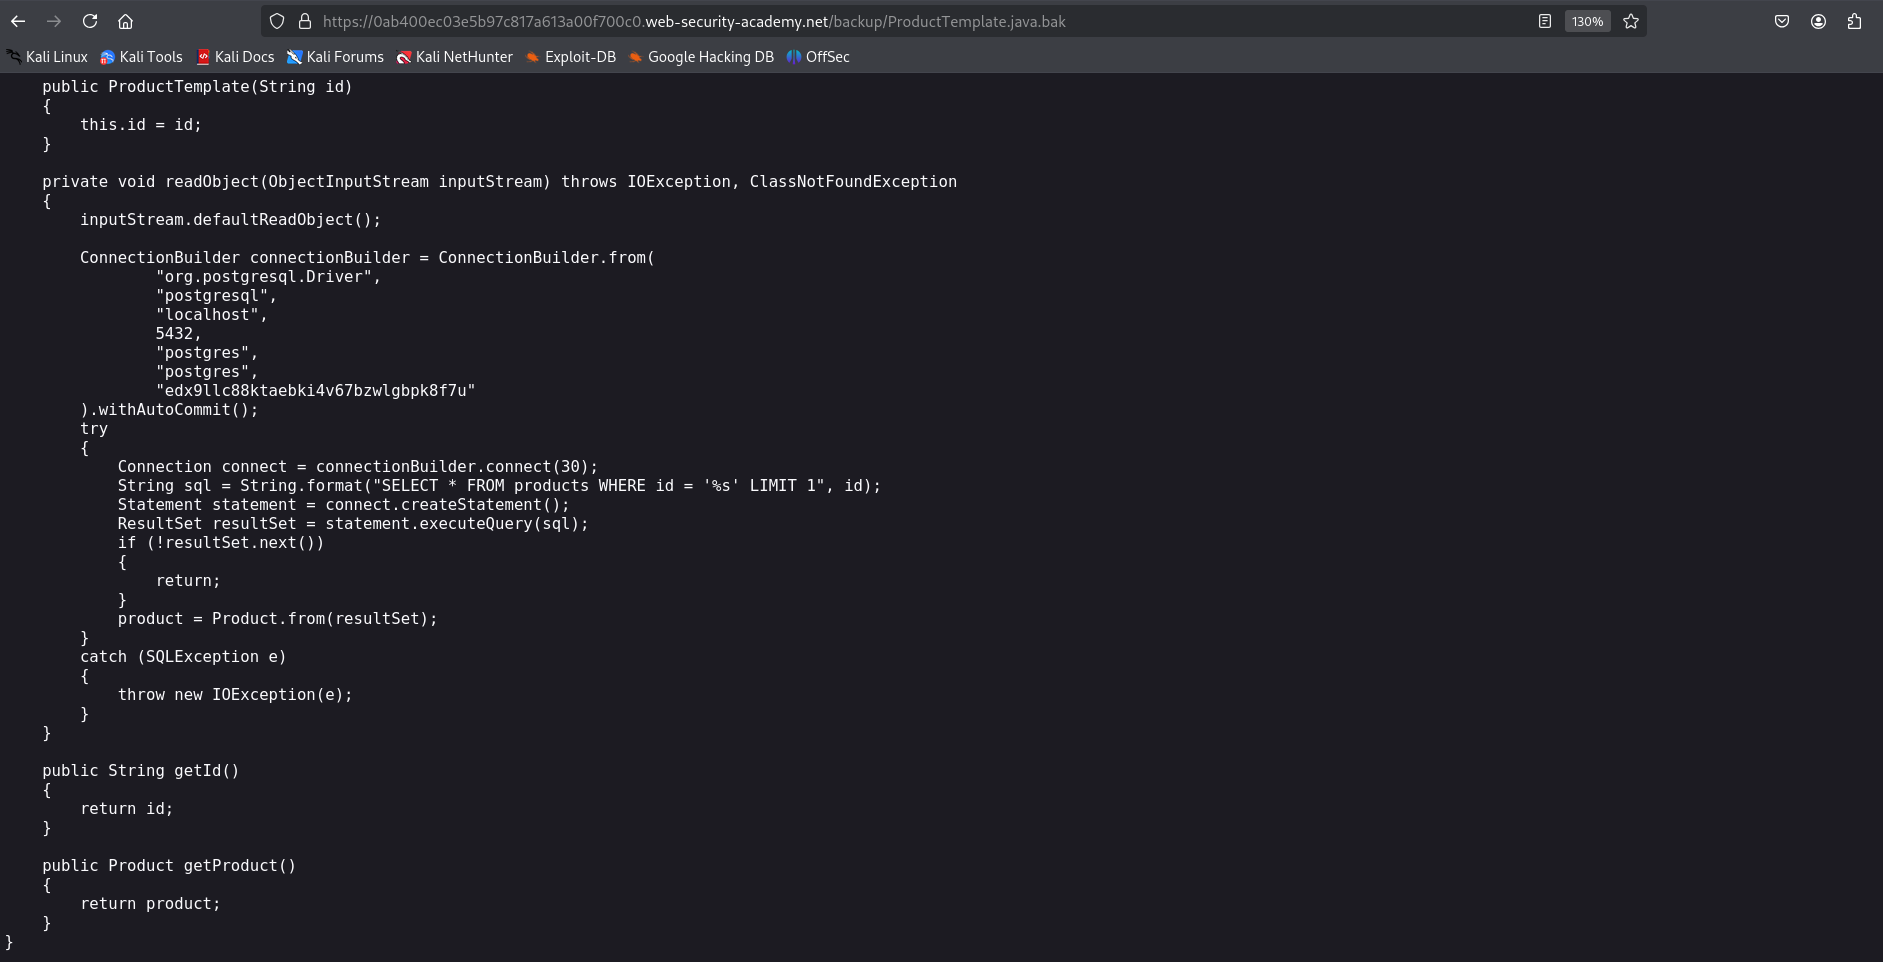 https://0ab400ec03e5b97c817a613a00f700c0.web-security-academy.net/backup/ProductTemplate.java.bak
130%
Kali Linux Kali Tools Kali Docs Kali Forums Kali NetHunter Exploit-DB Google Hacking DB OffSec
    public ProductTemplate(String id)
    {
        this.id = id;
    }

    private void readObject(ObjectInputStream inputStream) throws IOException, ClassNotFoundException
    {
        inputStream.defaultReadObject();

        ConnectionBuilder connectionBuilder = ConnectionBuilder.from(
                "org.postgresql.Driver",
                "postgresql",
                "localhost",
                5432,
                "postgres",
                "postgres",
                "edx9llc88ktaebki4v67bzwlgbpk8f7u"
        ).withAutoCommit();
        try
        {
            Connection connect = connectionBuilder.connect(30);
            String sql = String.format("SELECT * FROM products WHERE id = '%s' LIMIT 1", id);
            Statement statement = connect.createStatement();
            ResultSet resultSet = statement.executeQuery(sql);
            if (!resultSet.next())
            {
                return;
            }
            product = Product.from(resultSet);
        }
        catch (SQLException e)
        {
            throw new IOException(e);
        }
    }

    public String getId()
    {
        return id;
    }

    public Product getProduct()
    {
        return product;
    }
}